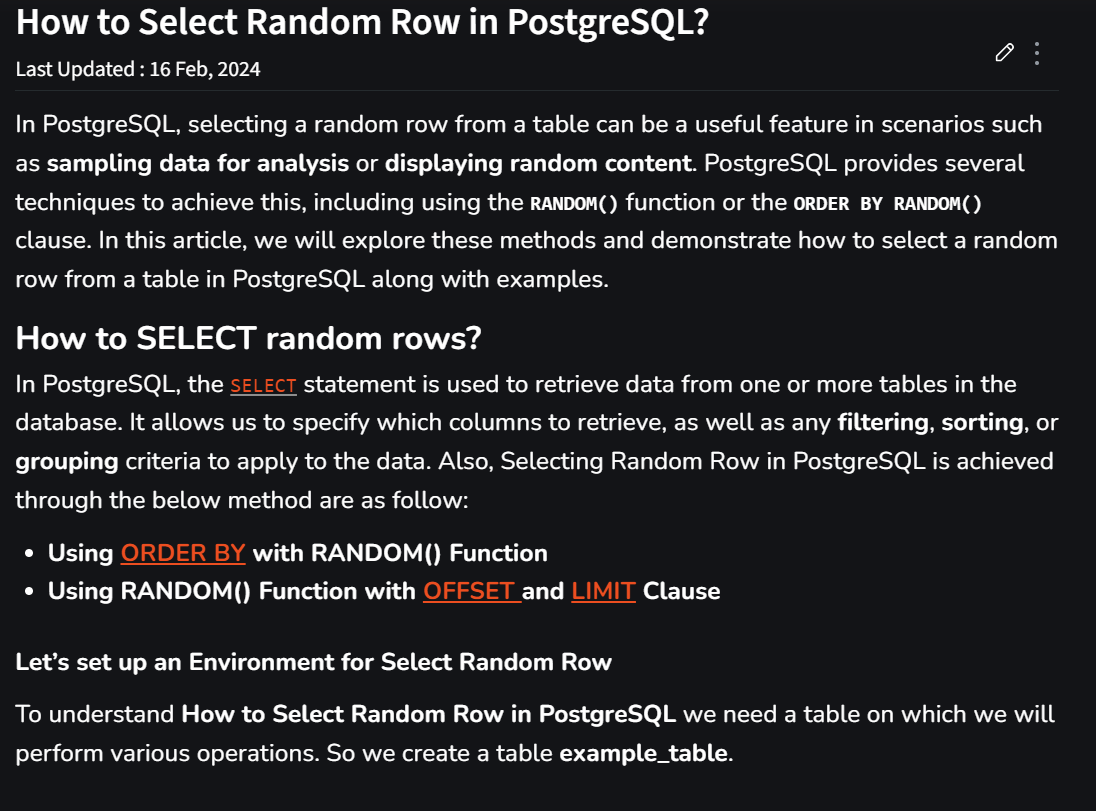 How to Select Random Row in PostgreSQL?
Last Updated : 16 Feb, 2024
In PostgreSQL, selecting a random row from a table can be a useful feature in scenarios such
as sampling data for analysis or displaying random content. PostgreSQL provides several
techniques to achieve this, including using the RANDOM() function or the ORDER BY RANDOM()
clause. In this article, we will explore these methods and demonstrate how to select a random
row from a table in PostgreSQL along with examples.
How to SELECT random rows?
In PostgreSQL, the SELECT statement is used to retrieve data from one or more tables in the
database. It allows us to specify which columns to retrieve, as well as any filtering, sorting, or
grouping criteria to apply to the data. Also, Selecting Random Row in PostgreSQL is achieved
through the below method are as follow:
• Using ORDER BY with RANDOM() Function
• Using RANDOM() Function with OFFSET and LIMIT Clause
Let’s set up an Environment for Select Random Row
To understand How to Select Random Row in PostgreSQL we need a table on which we will
perform various operations. So we create a table example_table.